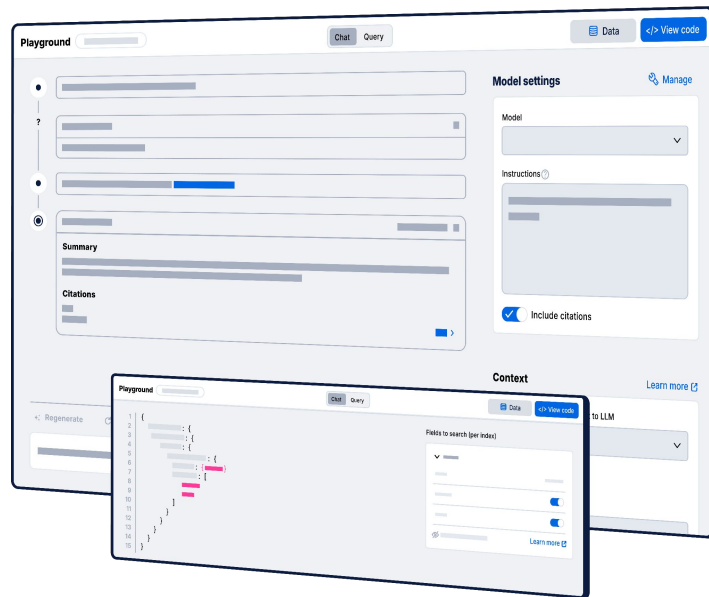 Playground
Chat Query
Data
</> View code
Model settings
Manage
?
Model
Instructions ?
Summary
Citations
Include citations
Context
Learn more
to LLM
Regenerate
Playground
Chat Query
Data
</> View code
Fields to search (per index)
1 {
2 : {
3 : {
4 : {
5 : {
6 : { }
7 : [
8
9
10 ]
11 }
12 }
13 }
14 }
15 }
Learn more